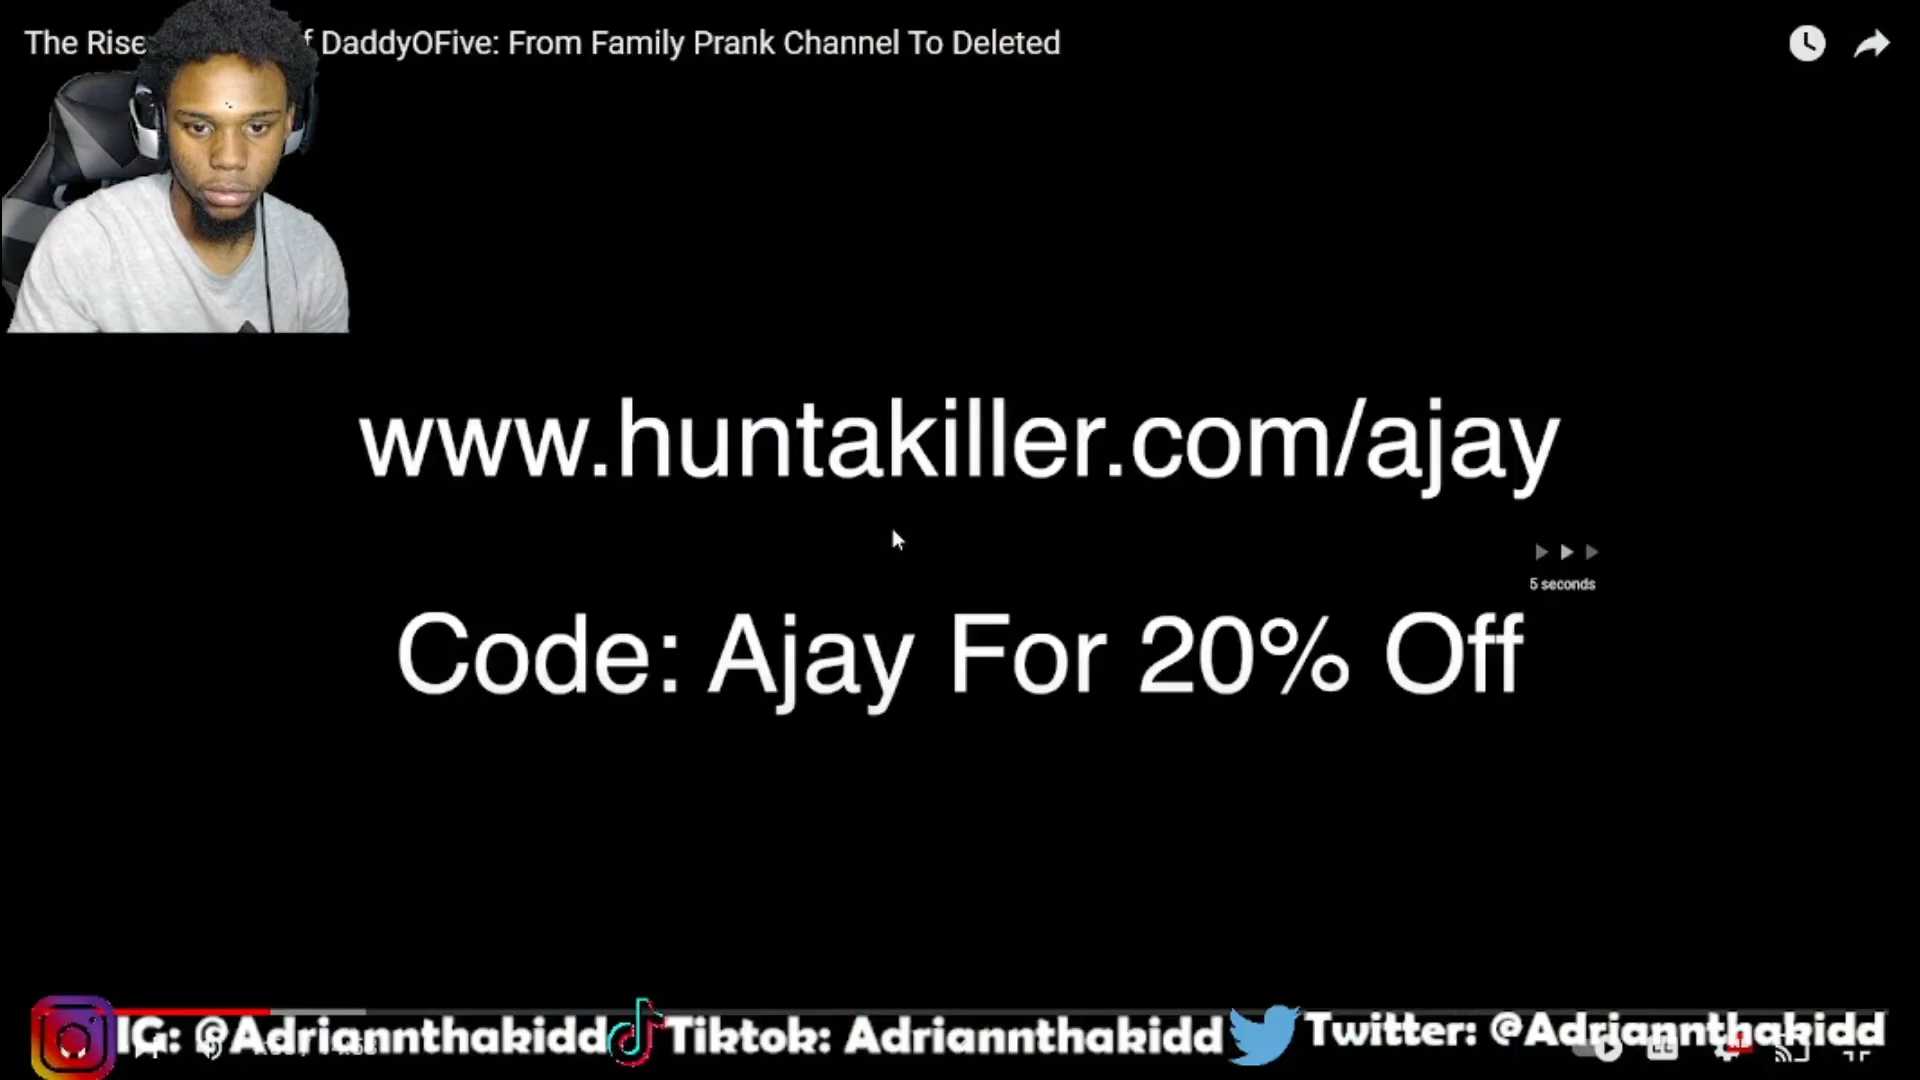 The Rise f DaddyOFive: From Family Prank Channel To Deleted
www.huntakiller.com/ajay
5 seconds
Code: Ajay For 20% Off
IG: @Adriannthakidd Tiktok: Adriannthakidd Twitter: @Adriannthakidd